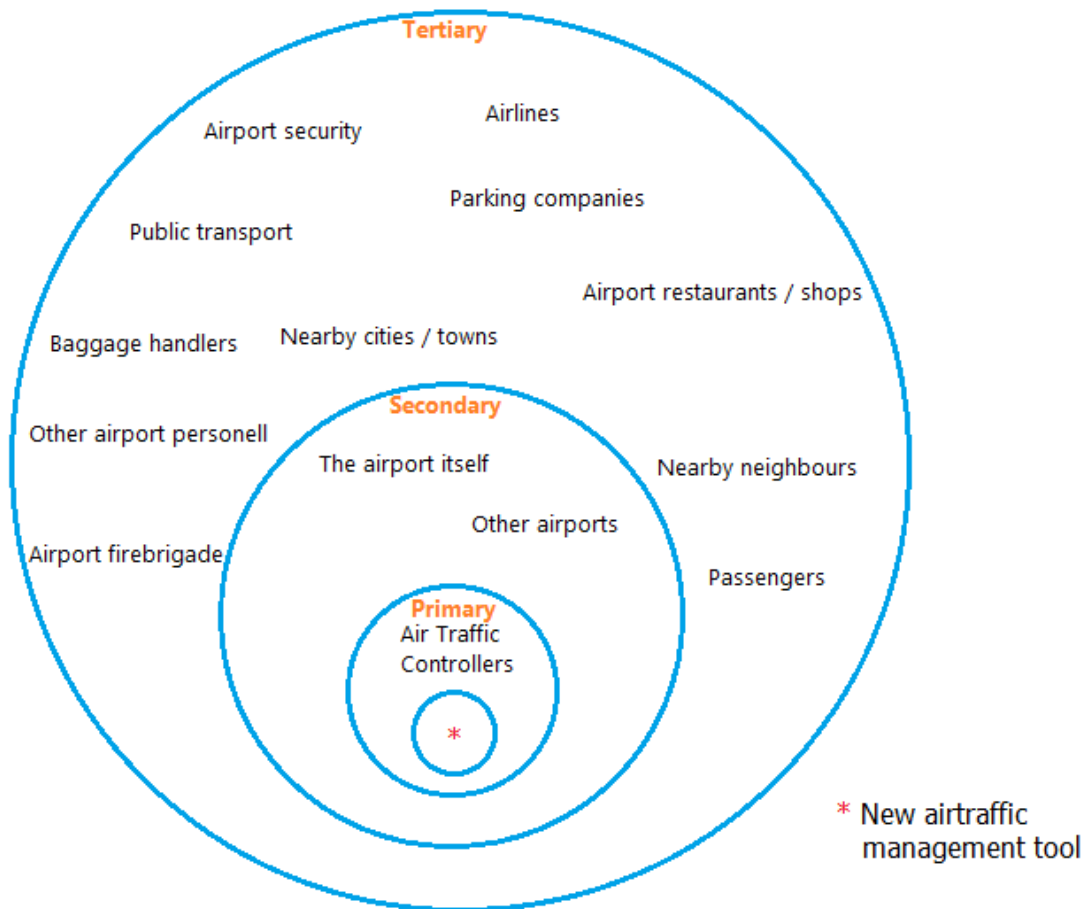 Tertiary
Airlines
Airport security
Parking companies
Public transport
Airport restaurants / shops
Nearby cities / towns
Baggage handlers
Secondary
Other airport personell
The airport itself
Nearby neighbours
Other airports
Airport firebrigade
Passengers
Primary
Air Traffic
Controllers
*
* New airtraffic
management tool